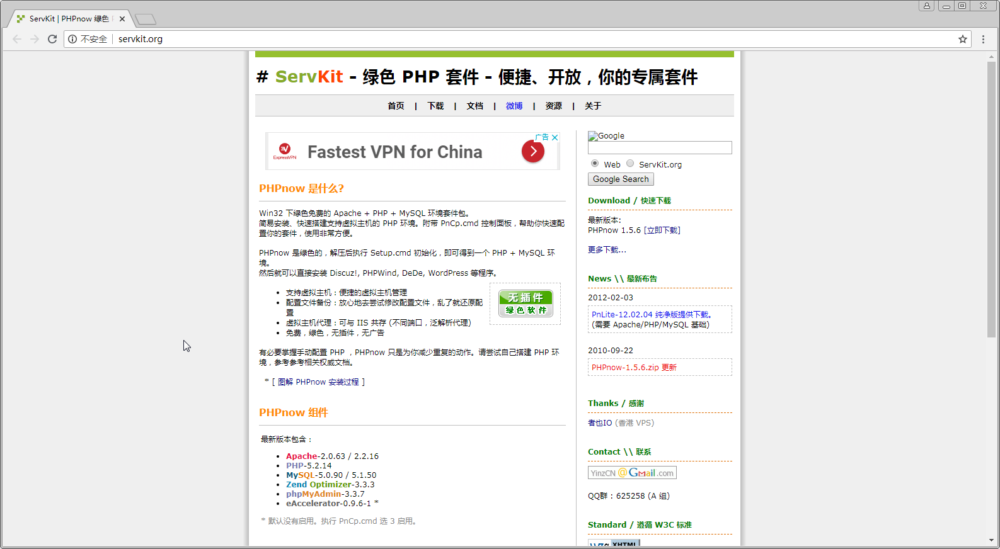 ServKit | PHPnow 绿色
不安全 servkit.org
# ServKit - 绿色 PHP 套件 - 便捷、开放，你的专属套件
首页 | 下载 | 文档 | 微博 | 资源 | 关于
广告
ExpressVPN
Fastest VPN for China
PHPnow 是什么?
Win32 下绿色免费的 Apache + PHP + MySQL 环境套件包。
简易安装、快速搭建支持虚拟主机的 PHP 环境。附带 PnCp.cmd 控制面板，帮助你快速配
置你的套件，使用非常方便。
PHPnow 是绿色的，解压后执行 Setup.cmd 初始化，即可得到一个 PHP + MySQL 环
境。
然后就可以直接安装 Discuz!, PHPWind, DeDe, WordPress 等程序。
支持虚拟主机：便捷的虚拟主机管理
配置文件备份：放心地去尝试修改配置文件，乱了就还原配
置
虚拟主机代理：可与 IIS 共存 (不同端口，泛解析代理)
免费，绿色，无插件，无广告
无插件
绿色软件
有必要掌握手动配置 PHP ，PHPnow 只是为你减少重复的动作。请尝试自己搭建 PHP 环
境，参考参考相关权威文档。
* [ 图解 PHPnow 安装过程 ]
PHPnow 组件
最新版本包含：
Apache-2.0.63 / 2.2.16
PHP-5.2.14
MySQL-5.0.90 / 5.1.50
Zend Optimizer-3.3.3
phpMyAdmin-3.3.7
eAccelerator-0.9.6-1 *
* 默认没有启用。执行 PnCp.cmd 选 3 启用。
Google
Web ServKit.org
Google Search
Download / 快速下载
最新版本:
PHPnow 1.5.6 [立即下载]
更多下载...
News \\ 最新布告
2012-02-03
PnLite-12.02.04 纯净版提供下载。
(需要 Apache/PHP/MySQL 基础)
2010-09-22
PHPnow-1.5.6.zip 更新
Thanks / 感谢
者也IO (香港 VPS)
Contact \\ 联系
YinzCN @ Gmail.com
QQ群：625258 (A 组)
Standard / 遵循 W3C 标准
W3C XHTML